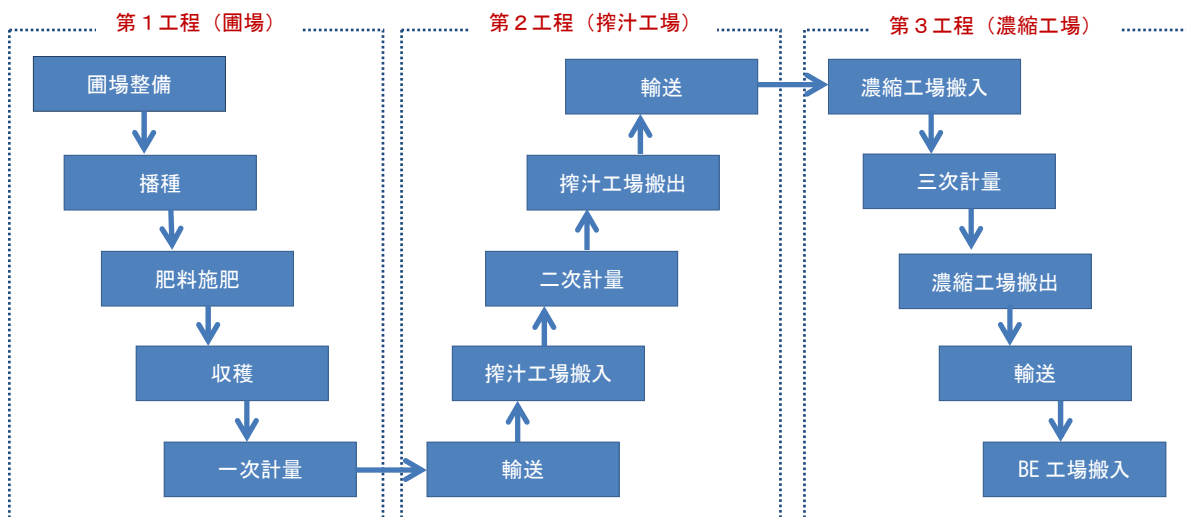 第１工程（圃場）
圃場整備
播種
肥料施肥
収穫
一次計量
第２工程（搾汁工場）
輸送
搾汁工場搬入
二次計量
搾汁工場搬出
輸送
第３工程（濃縮工場）
濃縮工場搬入
三次計量
濃縮工場搬出
輸送
BE 工場搬入